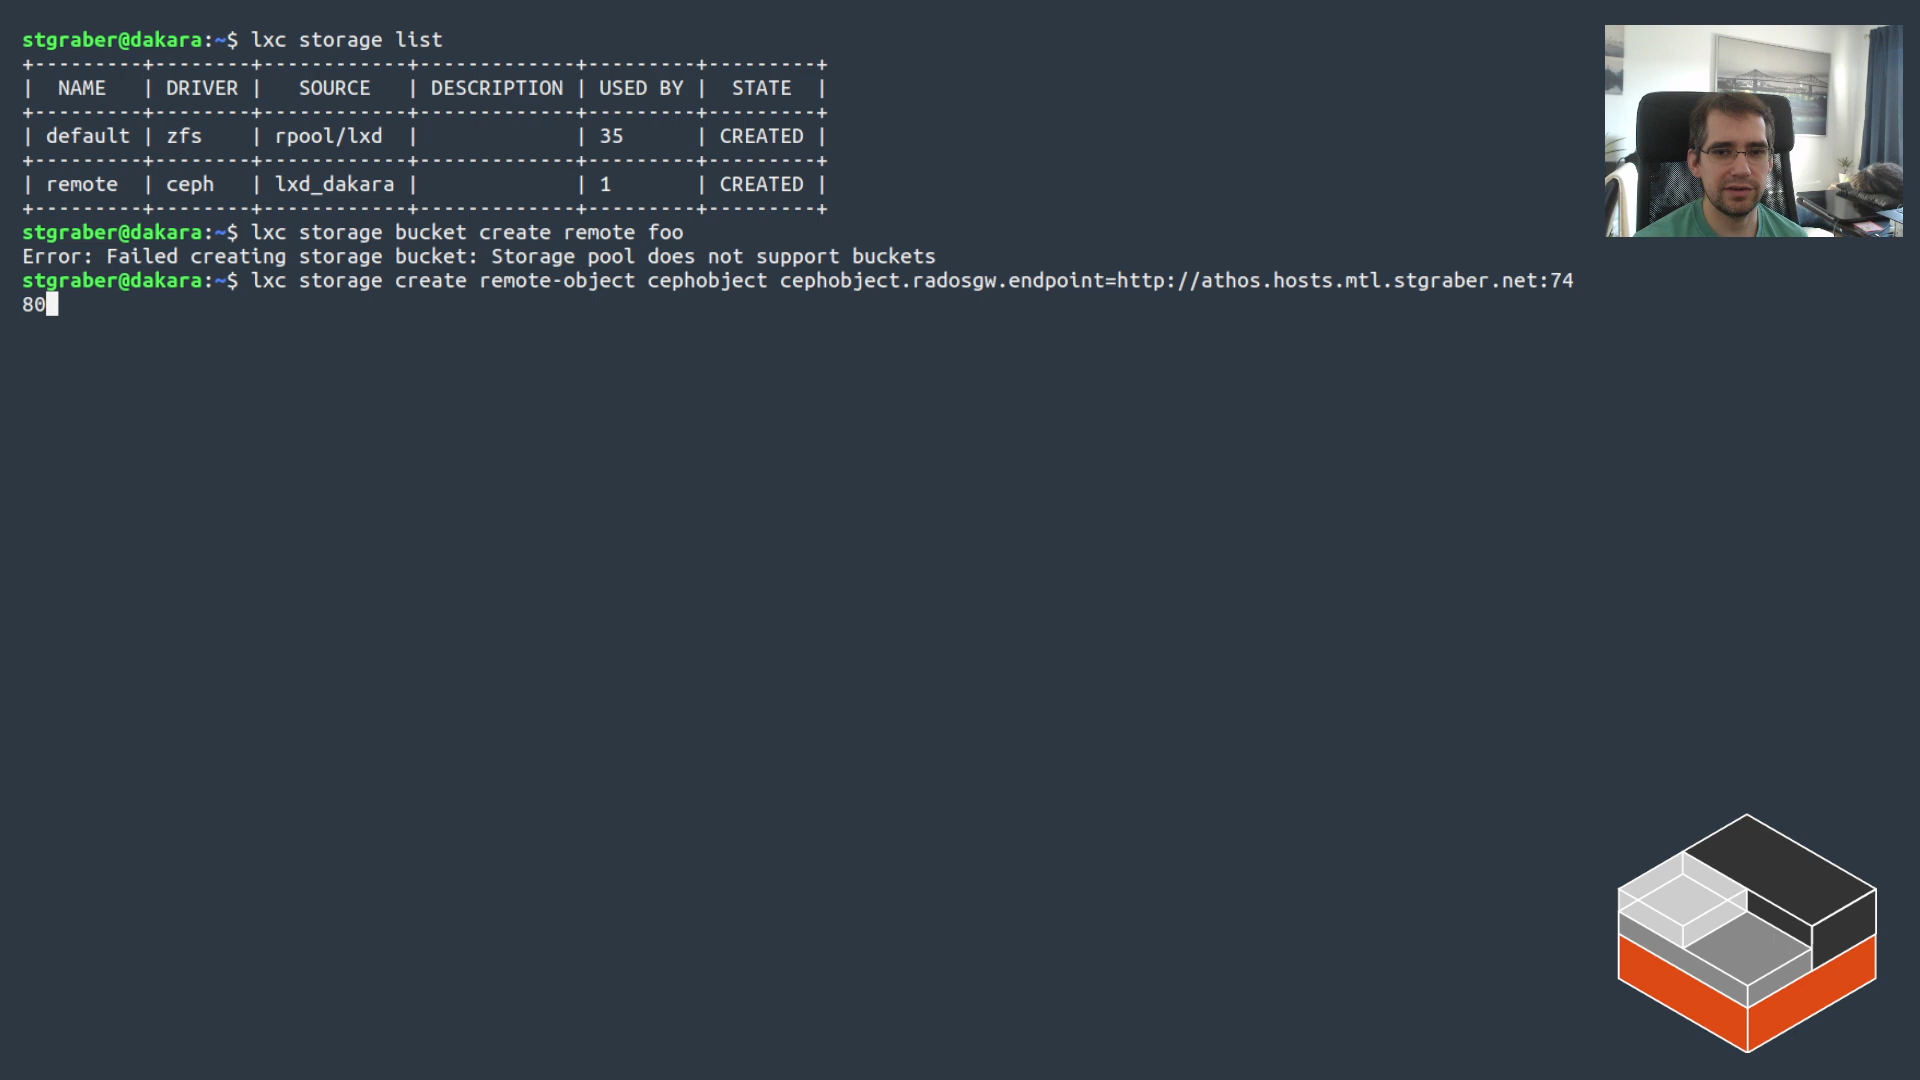 stgraber@dakara:~$ lxc storage list
+---------+--------+------------+-------------+---------+---------+
|  NAME   | DRIVER |   SOURCE   | DESCRIPTION | USED BY |  STATE  |
+---------+--------+------------+-------------+---------+---------+
| default | zfs    | rpool/lxd  |             | 35      | CREATED |
+---------+--------+------------+-------------+---------+---------+
| remote  | ceph   | lxd_dakara |             | 1       | CREATED |
+---------+--------+------------+-------------+---------+---------+
stgraber@dakara:~$ lxc storage bucket create remote foo
Error: Failed creating storage bucket: Storage pool does not support buckets
stgraber@dakara:~$ lxc storage create remote-object cephobject cephobject.radosgw.endpoint=http://athos.hosts.mtl.stgraber.net:74
80